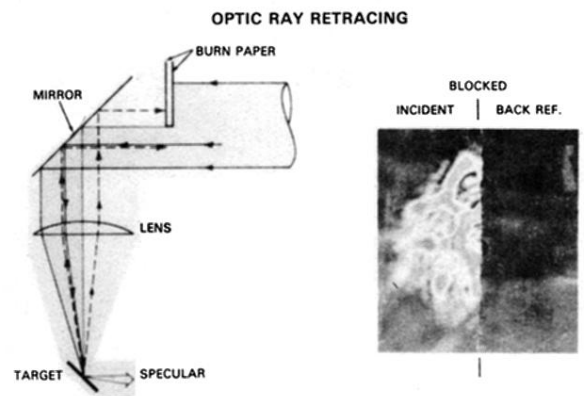 OPTIC RAY RETRACING
BURN PAPER
MIRROR
LENS
TARGET
SPECULAR
BLOCKED
INCIDENT
BACK REF.